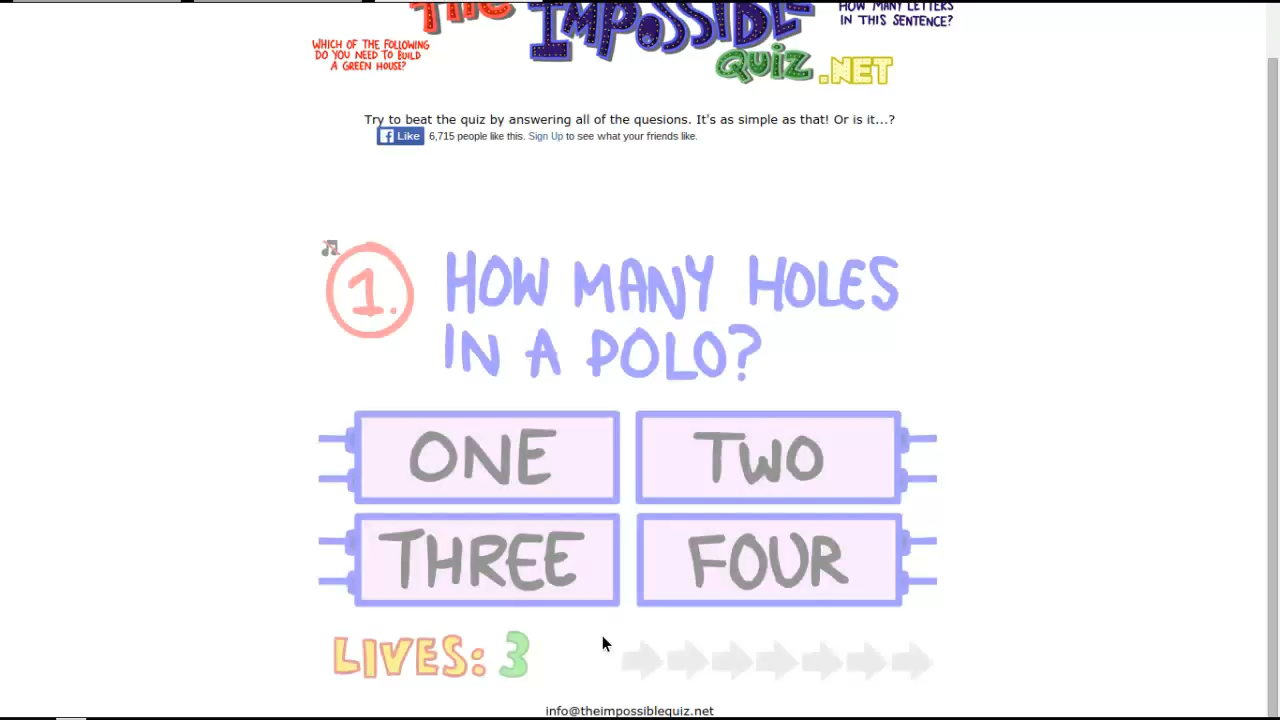 THE IMPOSSIBLE
QUIZ.NET
WHICH OF THE FOLLOWING
DO YOU NEED TO BUILD
A GREEN HOUSE?
HOW MANY LETTERS
IN THIS SENTENCE?
Try to beat the quiz by answering all of the quesions. It's as simple as that! Or is it...?
Like 6,715 people like this. Sign Up to see what your friends like.
1. HOW MANY HOLES
IN A POLO?
ONE TWO
THREE FOUR
LIVES: 3
info@theimpossiblequiz.net